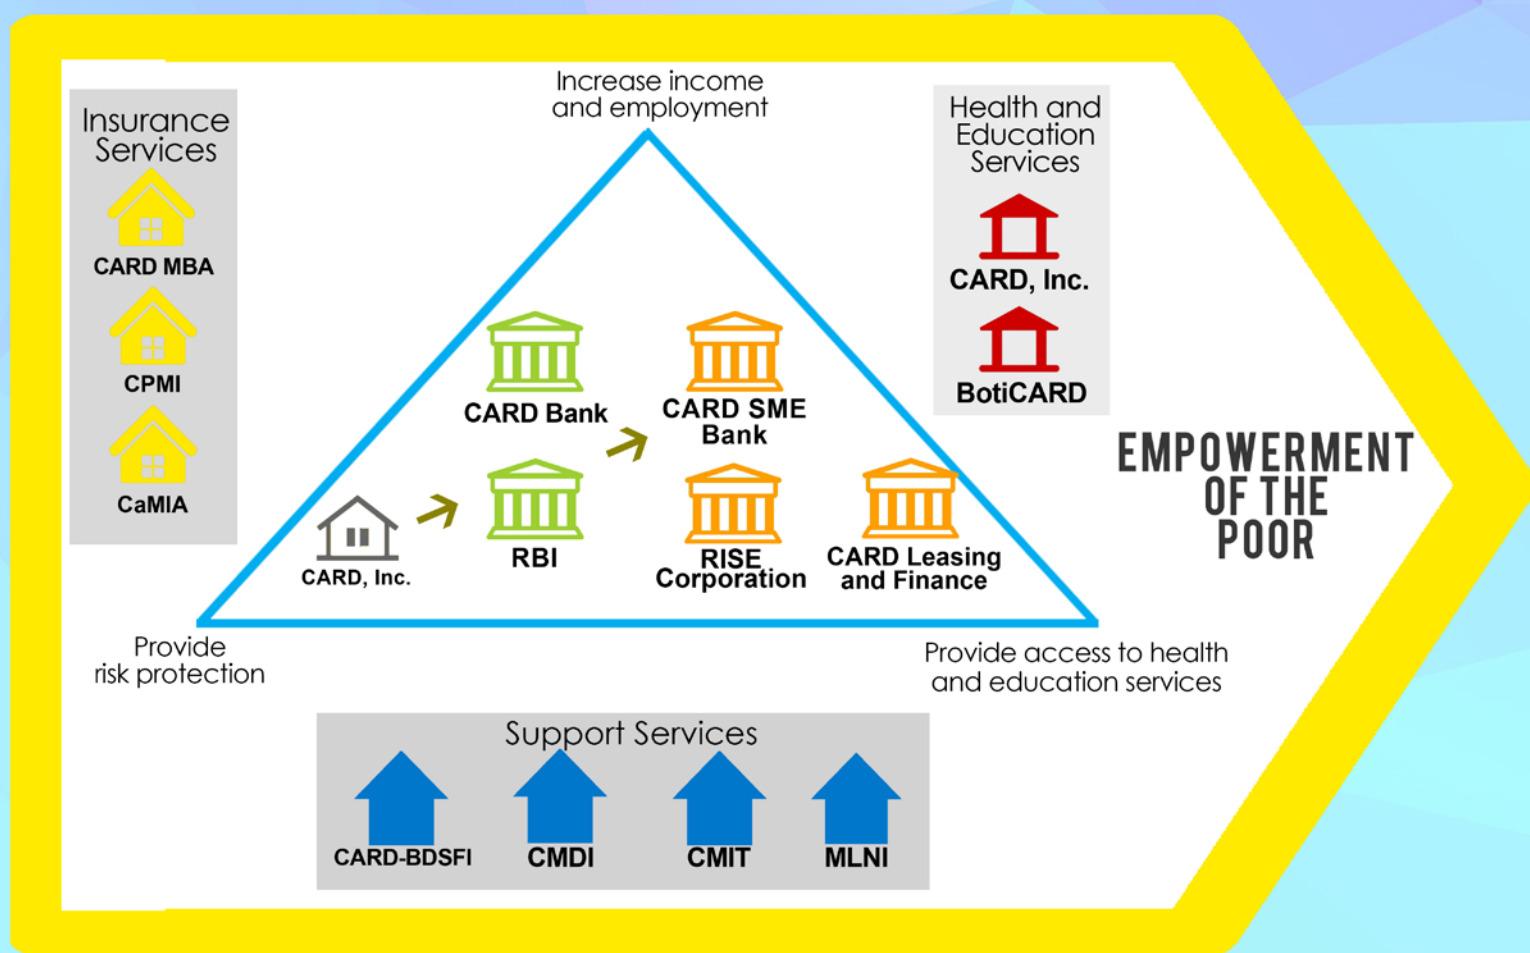 Increase income
and employment
Insurance
Services
CARD MBA
CPMI
CaMIA
Health and
Education
Services
CARD, Inc.
BotiCARD
CARD Bank
CARD SME
Bank
CARD, Inc.
RBI
RISE
Corporation
CARD Leasing
and Finance
EMPOWERMENT
OF THE
POOR
Provide
risk protection
Provide access to health
and education services
Support Services
CARD-BDSFI
CMDI
CMIT
MLNI